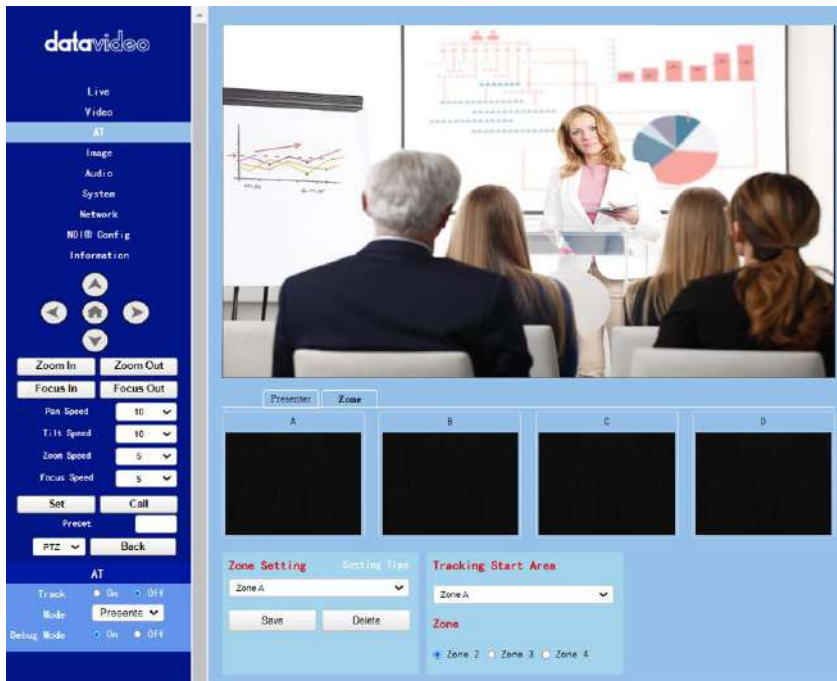 datavideo
Live
Video
AT
Image
Audio
System
Network
NDI® Config
Information
Zoom In Zoom Out
Focus In Focus Out
Pan Speed 10
Tilt Speed 10
Zoom Speed 5
Focus Speed 5
Set Call
Preset
PTZ Back
AT
Track On Off
Mode Presente
Debug Mode On Off
Presenter Zone
A B C D
Zone Setting Setting Tips
Zone A
Save Delete
Tracking Start Area
Zone A
Zone
Zone 2 Zone 3 Zone 4